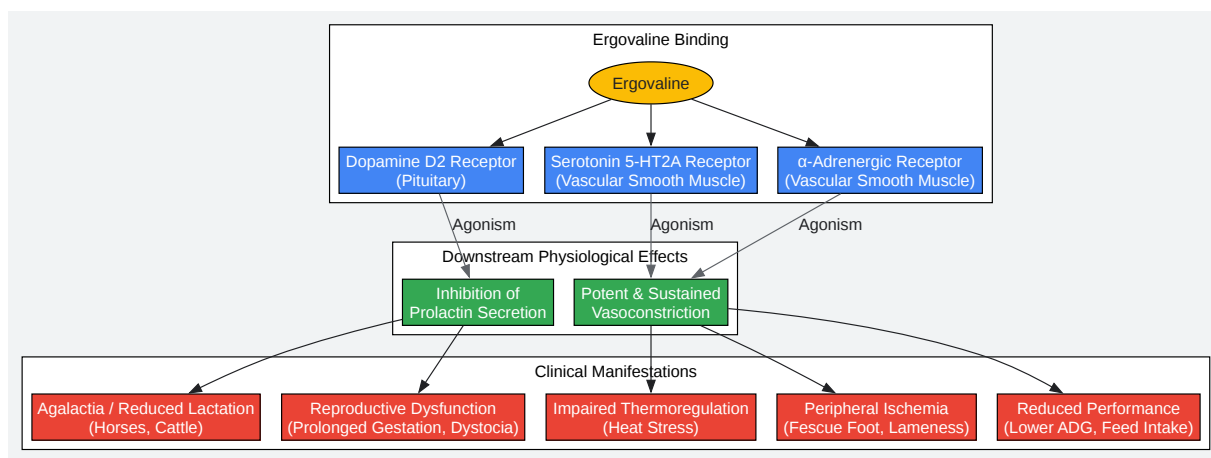 Ergovaline Binding
Ergovaline
Dopamine D2 Receptor
(Pituitary)
Serotonin 5-HT2A Receptor
(Vascular Smooth Muscle)
α-Adrenergic Receptor
(Vascular Smooth Muscle)
Agonism
Agonism
Agonism
Downstream Physiological Effects
Inhibition of
Prolactin Secretion
Potent & Sustained
Vasoconstriction
Clinical Manifestations
Agalactia / Reduced Lactation
(Horses, Cattle)
Reproductive Dysfunction
(Prolonged Gestation, Dystocia)
Impaired Thermoregulation
(Heat Stress)
Peripheral Ischemia
(Fescue Foot, Lameness)
Reduced Performance
(Lower ADG, Feed Intake)